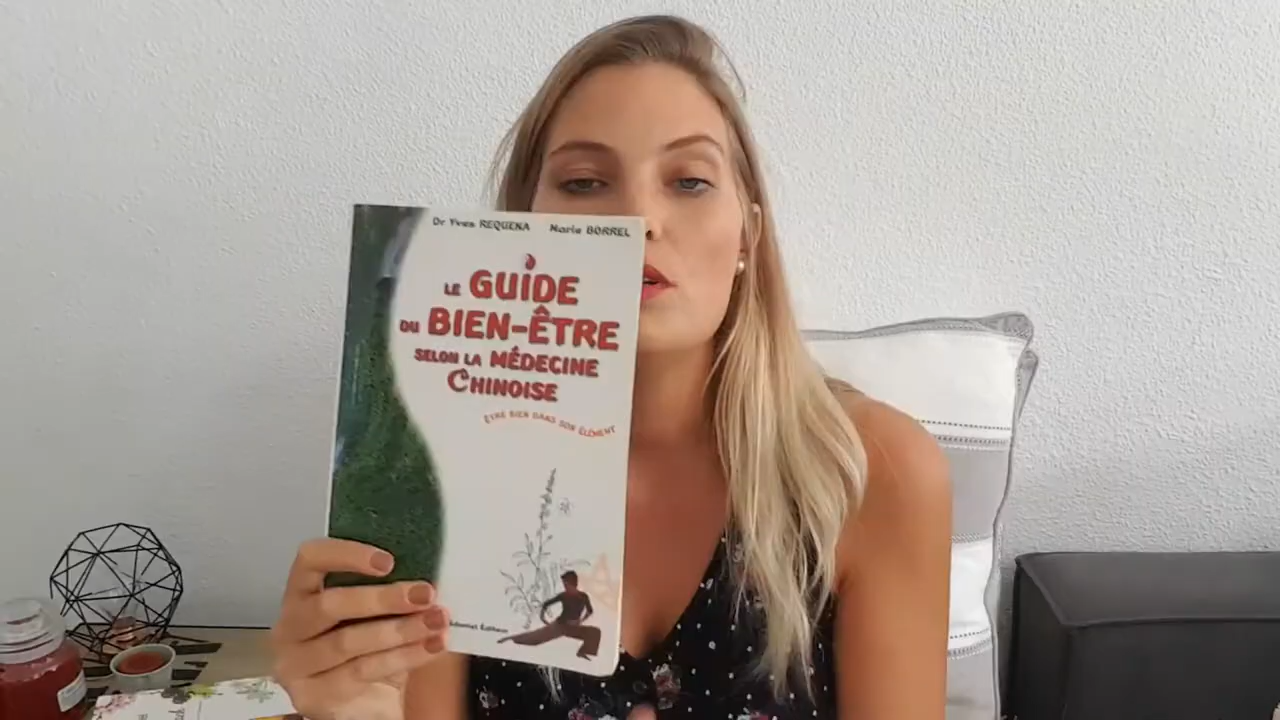 Dr Yves REQUENA Marie BORREL
LE GUIDE
DU BIEN-ÊTRE
SELON LA MÉDECINE
CHINOISE
ÊTRE BIEN DANS SON ÉLÉMENT